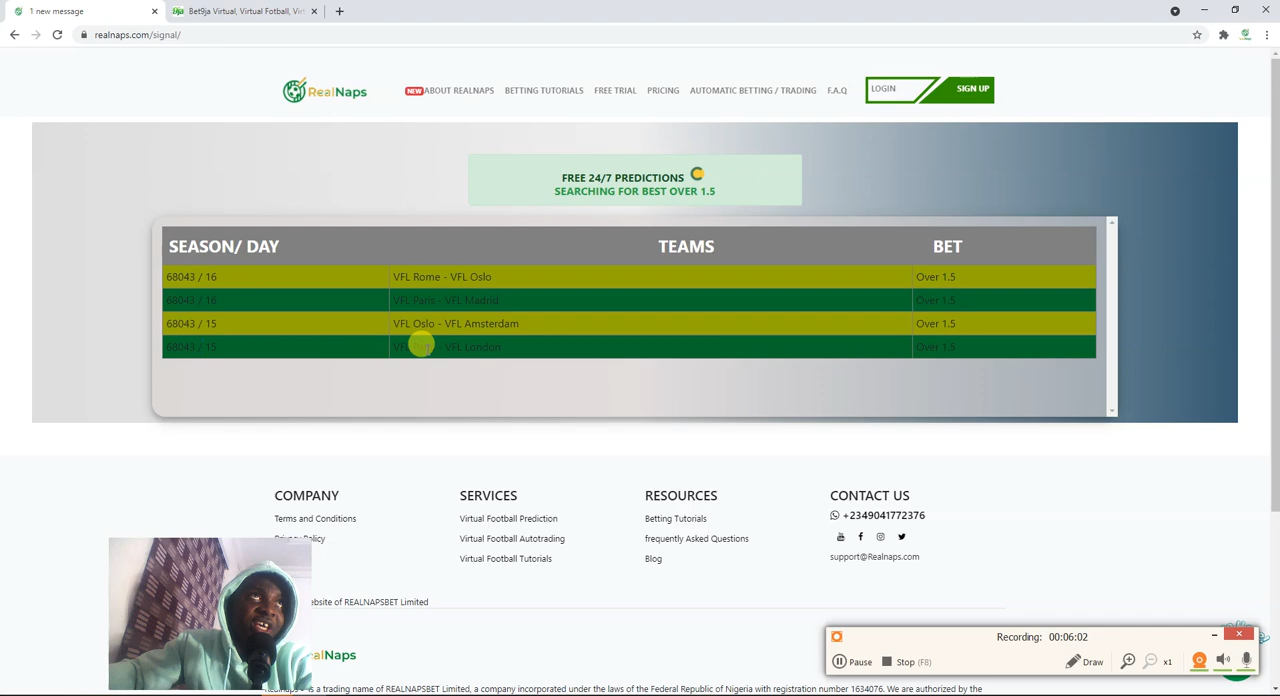 1 new message
Bet9ja Virtual, Virtual Fotball, Vir
realnaps.com/signal/
RealNaps
NEW ABOUT REALNAPS
BETTING TUTORIALS
FREE TRIAL
PRICING
AUTOMATIC BETTING / TRADING
F.A.Q
LOGIN
SIGN UP
FREE 24/7 PREDICTIONS
SEARCHING FOR BEST OVER 1.5
SEASON/ DAY TEAMS BET
68043 / 16 VFL Rome - VFL Oslo Over 1.5
68043 / 16 VFL Paris - VFL Madrid Over 1.5
68043 / 15 VFL Oslo - VFL Amsterdam Over 1.5
68043 / 15 VFL - VFL London Over 1.5
COMPANY SERVICES RESOURCES CONTACT US
Terms and Conditions Virtual Football Prediction Betting Tutorials +2349041772376
Policy Virtual Football Autotrading frequently Asked Questions
Virtual Football Tutorials Blog support@Realnaps.com
website of REALNAPSBET Limited
Recording: 00:06:02
Pause Stop (F8) Draw x1
alNaps
is a trading name of REALNAPSBET Limited, a company incorporated under the laws of the Federal Republic of Nigeria with registration number 1634076. We are authorized by the